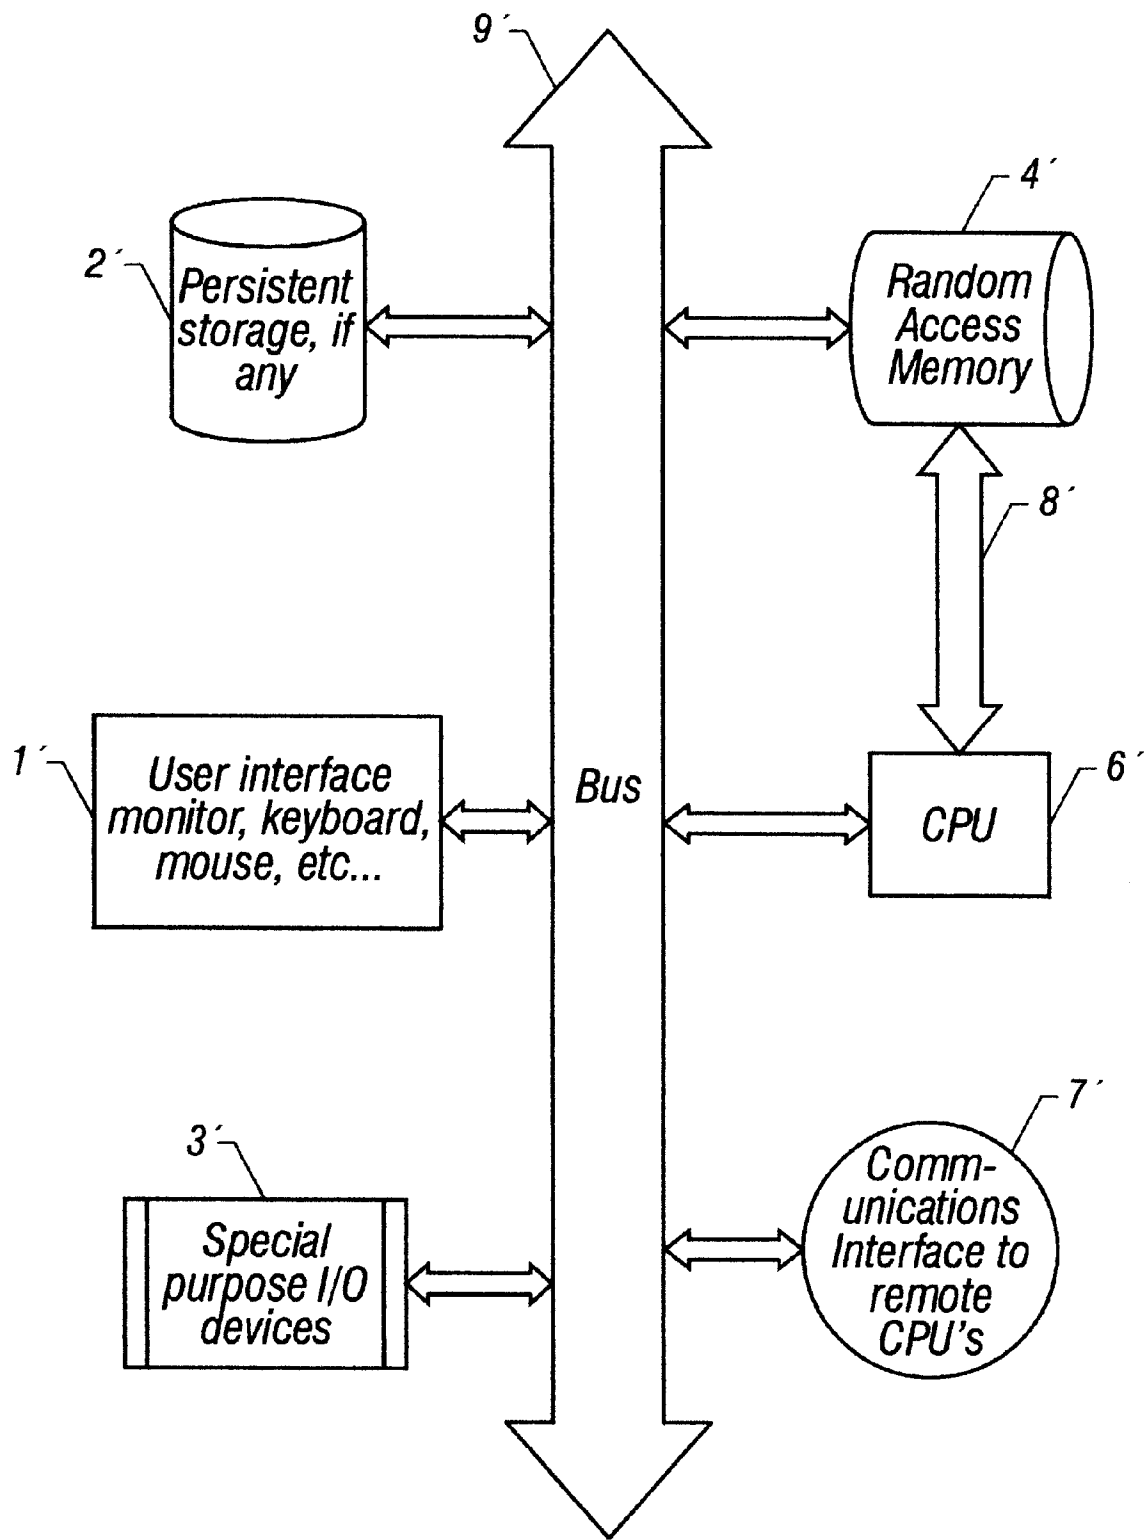 9´
4´
2´
Persistent
storage, if
any
Random
Access
Memory
8´
1´
User interface
monitor, keyboard,
mouse, etc...
Bus
6´
CPU
7´
3´
Special
purpose I/O
devices
Comm-
unications
Interface to
remote
CPU's